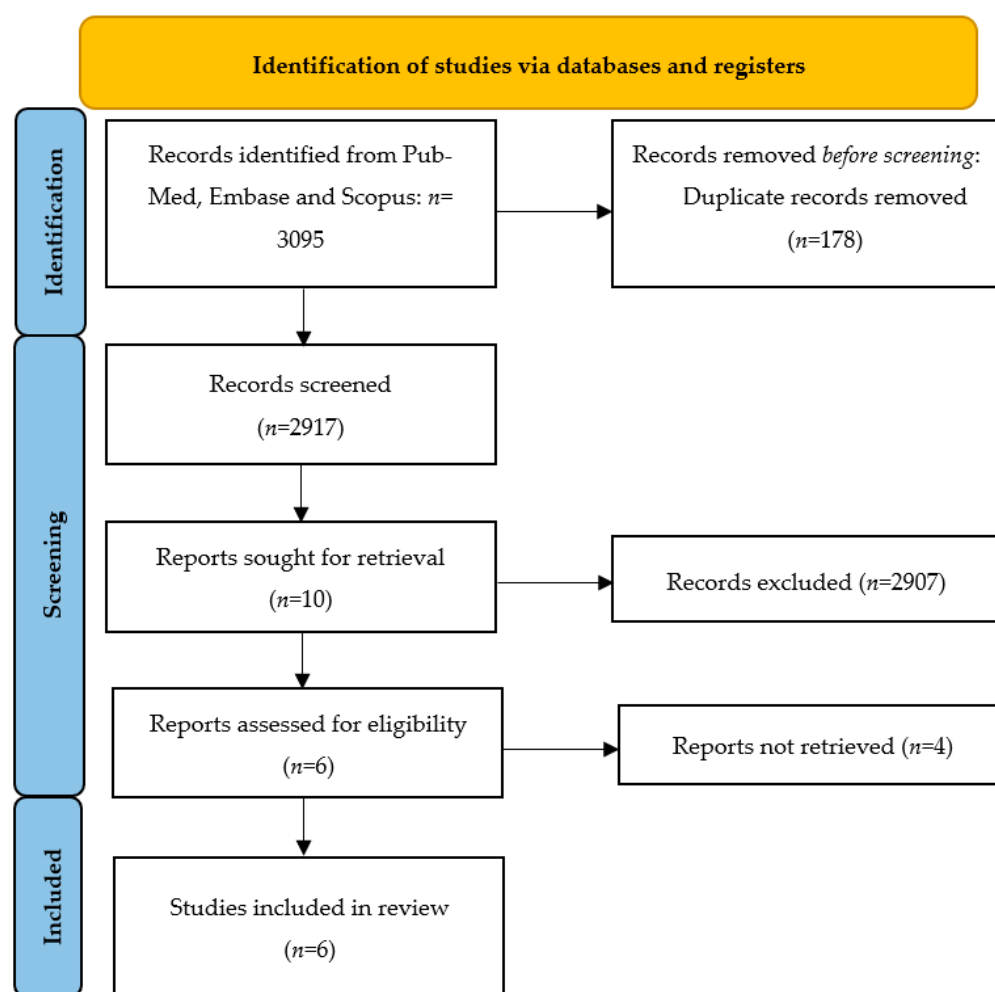 Identification of studies via databases and registers
Identification
Records identified from Pub-
Med, Embase and Scopus: n=
3095
Records removed before screening:
Duplicate records removed
(n=178)
Screening
Records screened
(n=2917)
Reports sought for retrieval
(n=10)
Records excluded (n=2907)
Reports assessed for eligibility
(n=6)
Reports not retrieved (n=4)
Included
Studies included in review
(n=6)